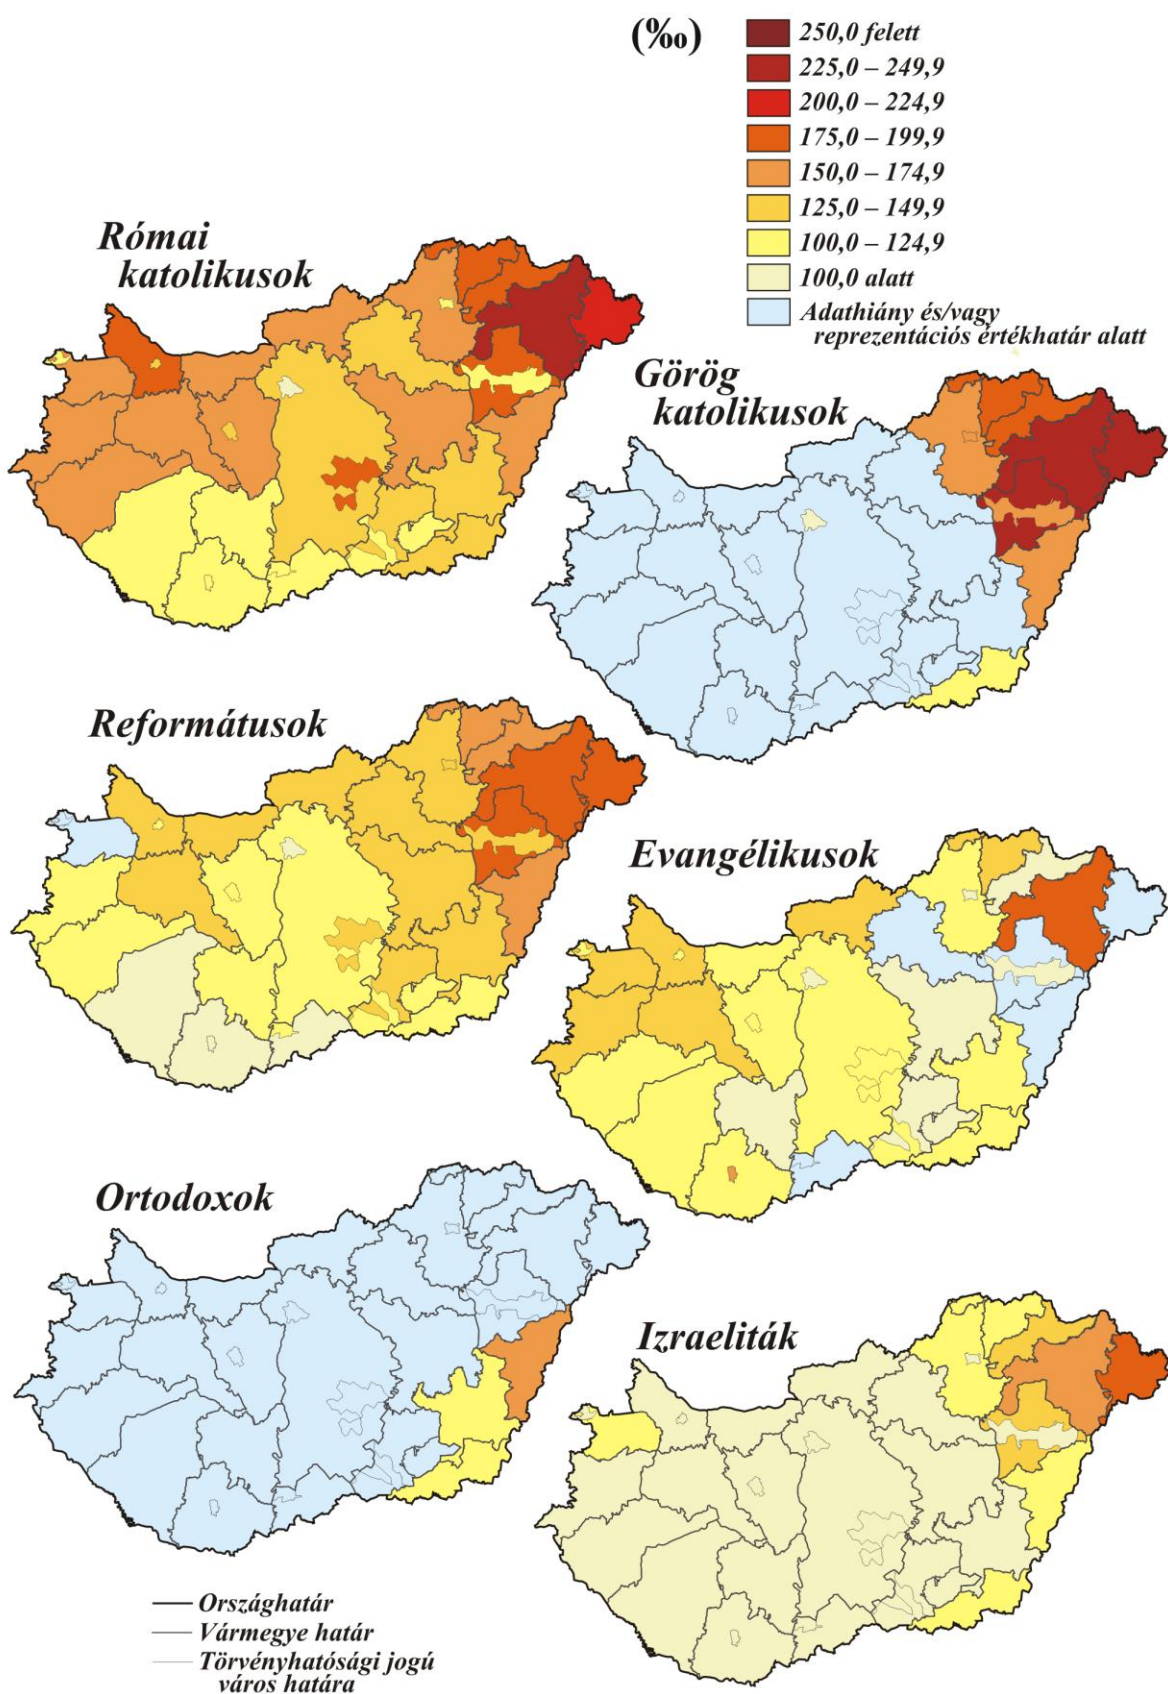 (‰)
250,0 felett
225,0 – 249,9
200,0 – 224,9
175,0 – 199,9
150,0 – 174,9
125,0 – 149,9
100,0 – 124,9
100,0 alatt
Adathiány és/vagy
reprezentációs értékhatár alatt
Római
katolikusok
Görög
katolikusok
Reformátusok
Evangélikusok
Ortodoxok
Izraeliták
Országhatár
Vármegye határ
Törvényhatósági jogú
város határa